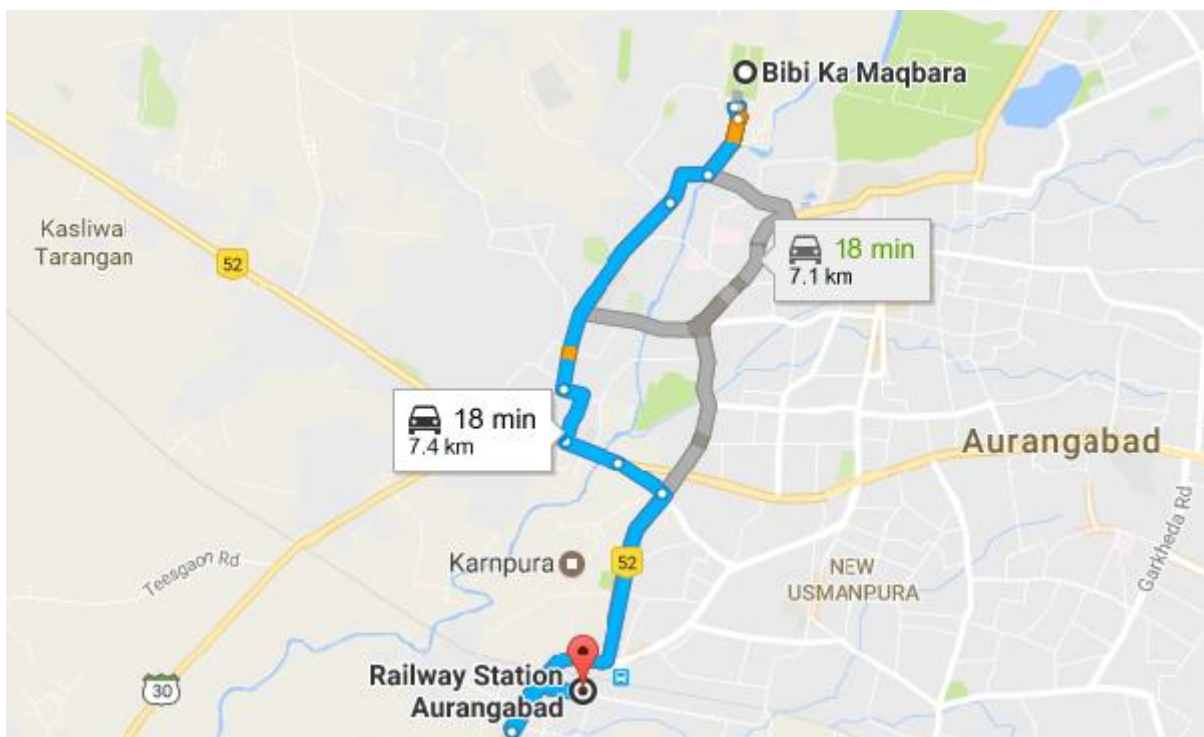 Bibi Ka Maqbara
Kasliwal
Tarangan
52
18 min
7.1 km
18 min
7.4 km
Aurangabad
Garkheda Rd
Karnpura
52
NEW
USMANPURA
Teesgaon Rd
30
Railway Station
Aurangabad